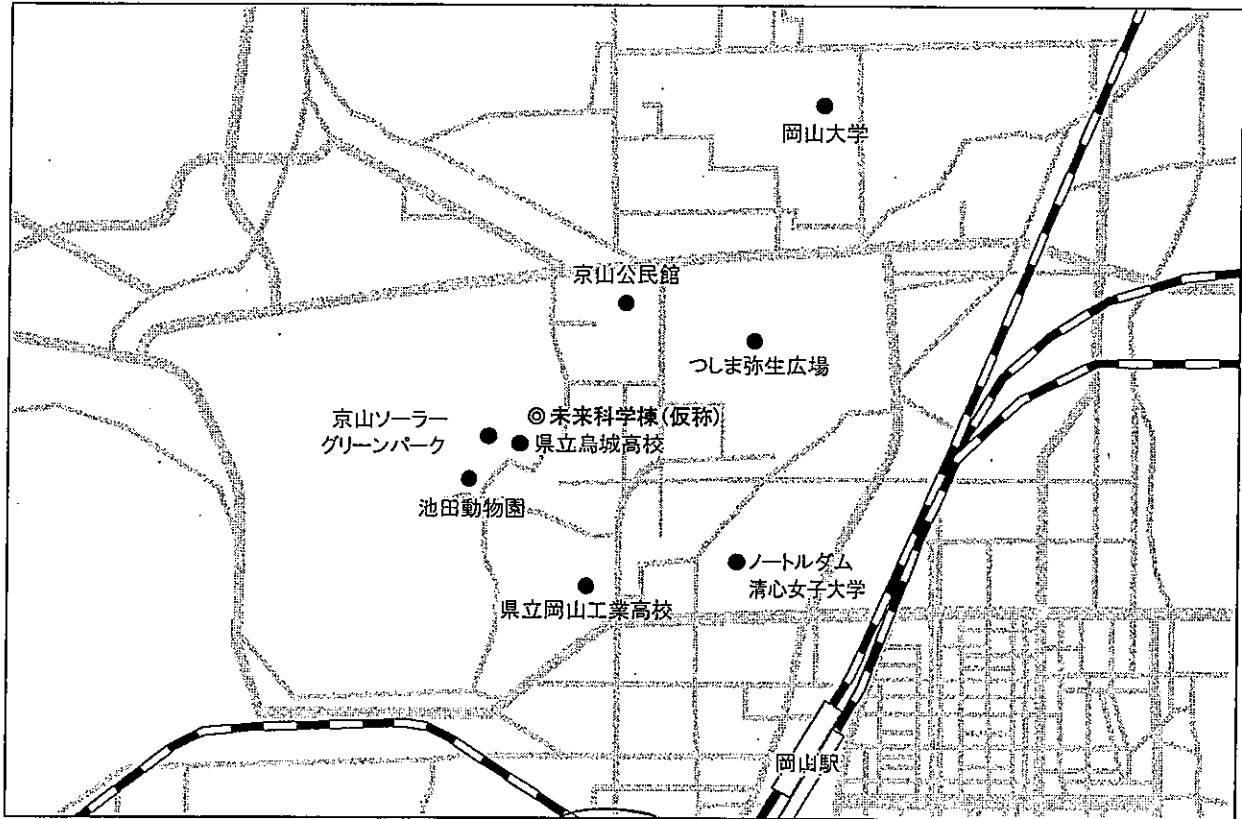 岡山大学
京山公民館
つしま弥生広場
京山ソーラー
グリーンパーク
◎未来科学棟(仮称)
県立烏城高校
池田動物園
ノートルダム
清心女子大学
県立岡山工業高校
岡山駅